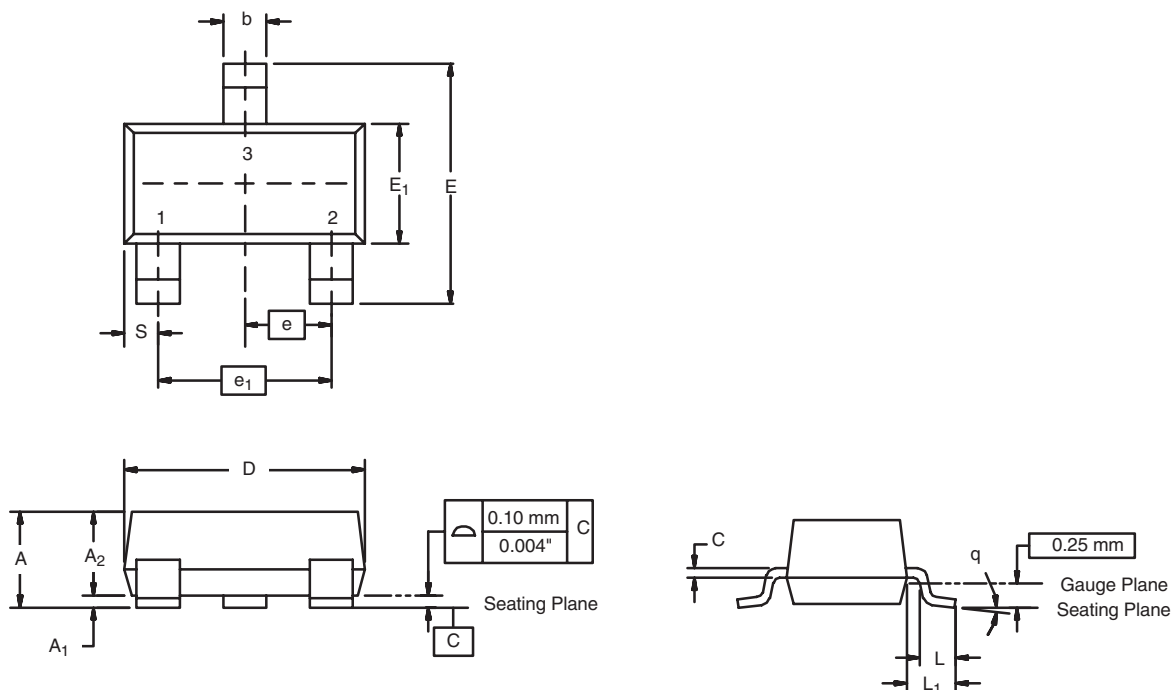 b
3
E₁
E
1
2
S
e
e₁
D
A
A₂
0.10 mm
C
0.004"
Seating Plane
A₁
C
C
q
0.25 mm
Gauge Plane
Seating Plane
L
L₁